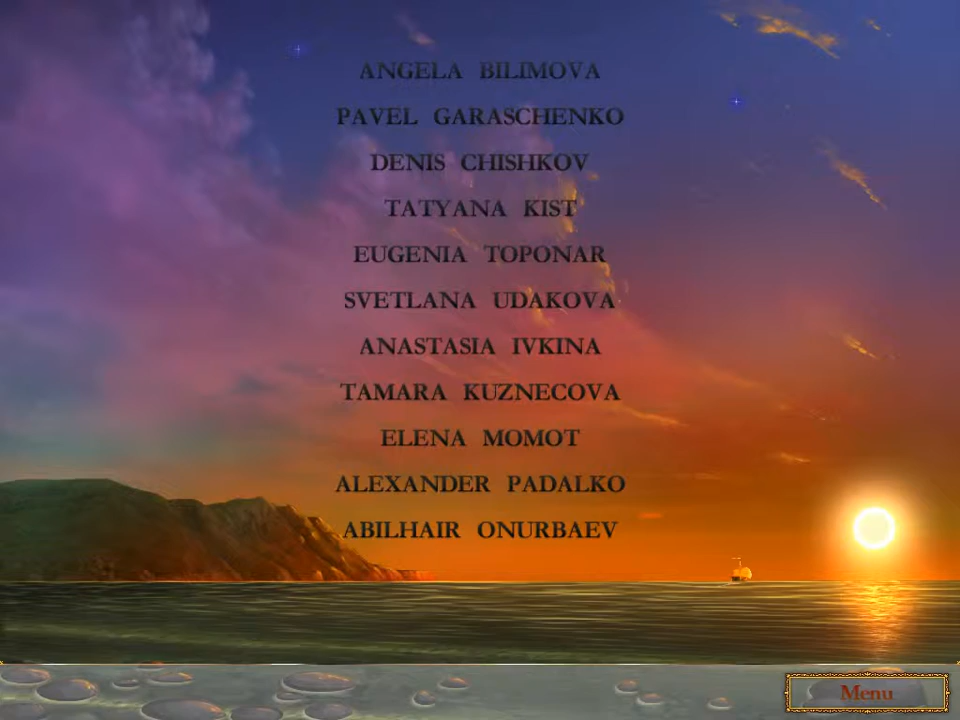 ANGELA BILIMOVA
PAVEL GARASCHENKO
DENIS CHISHKOV
TATYANA KIST
EUGENIA TOPONAR
SVETLANA UDAKOVA
ANASTASIA IVKINA
TAMARA KUZNECOVA
ELENA MOMOT
ALEXANDER PADALKO
ABILHAIR ONURBAEV
Menu